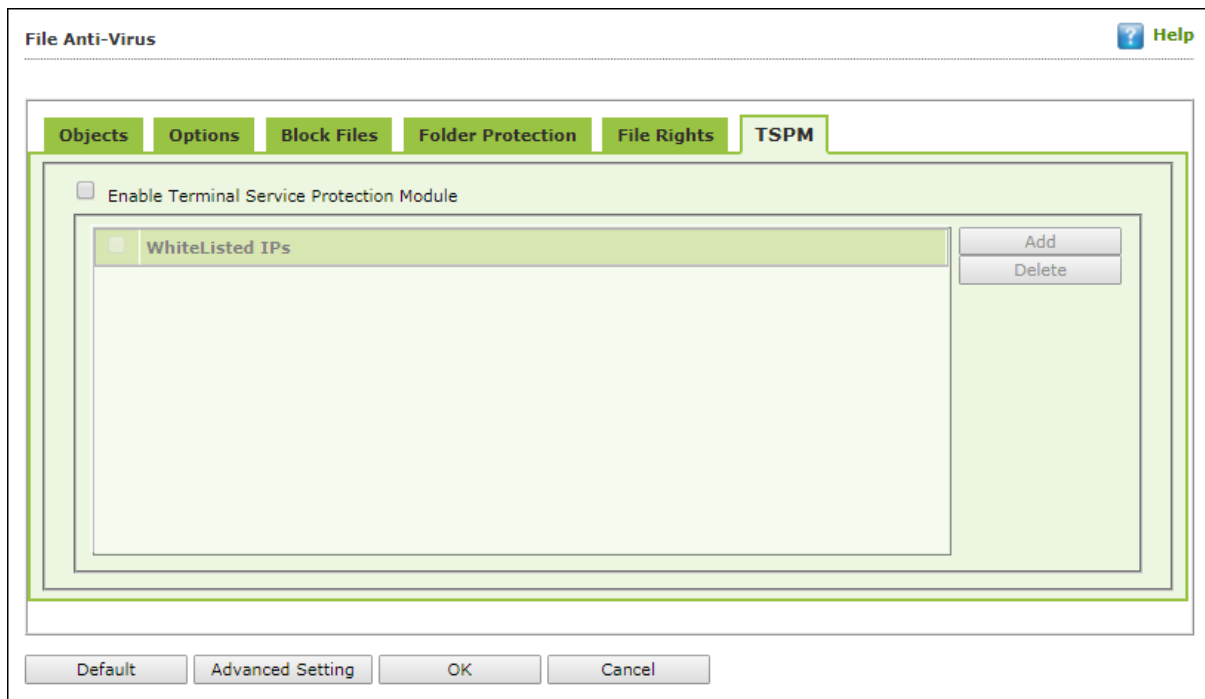 File Anti-Virus
? Help
Objects Options Block Files Folder Protection File Rights TSPM
Enable Terminal Service Protection Module
WhiteListed IPs
Add
Delete
Default Advanced Setting OK Cancel